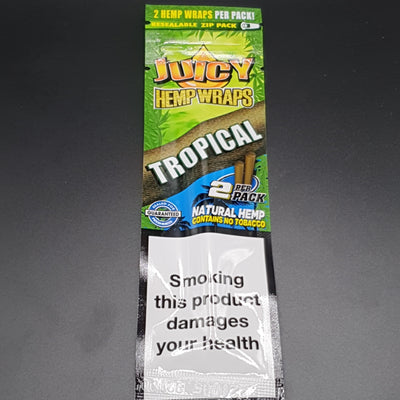 2 HEMP WRAPS PER PACK!
RESEALABLE ZIP PACK
JUICY
HEMP WRAPS
TROPICAL
2 PER PACK
GUARANTEED
NATURAL HEMP
CONTAINS NO TOBACCO
Smoking
this product
damages
your health